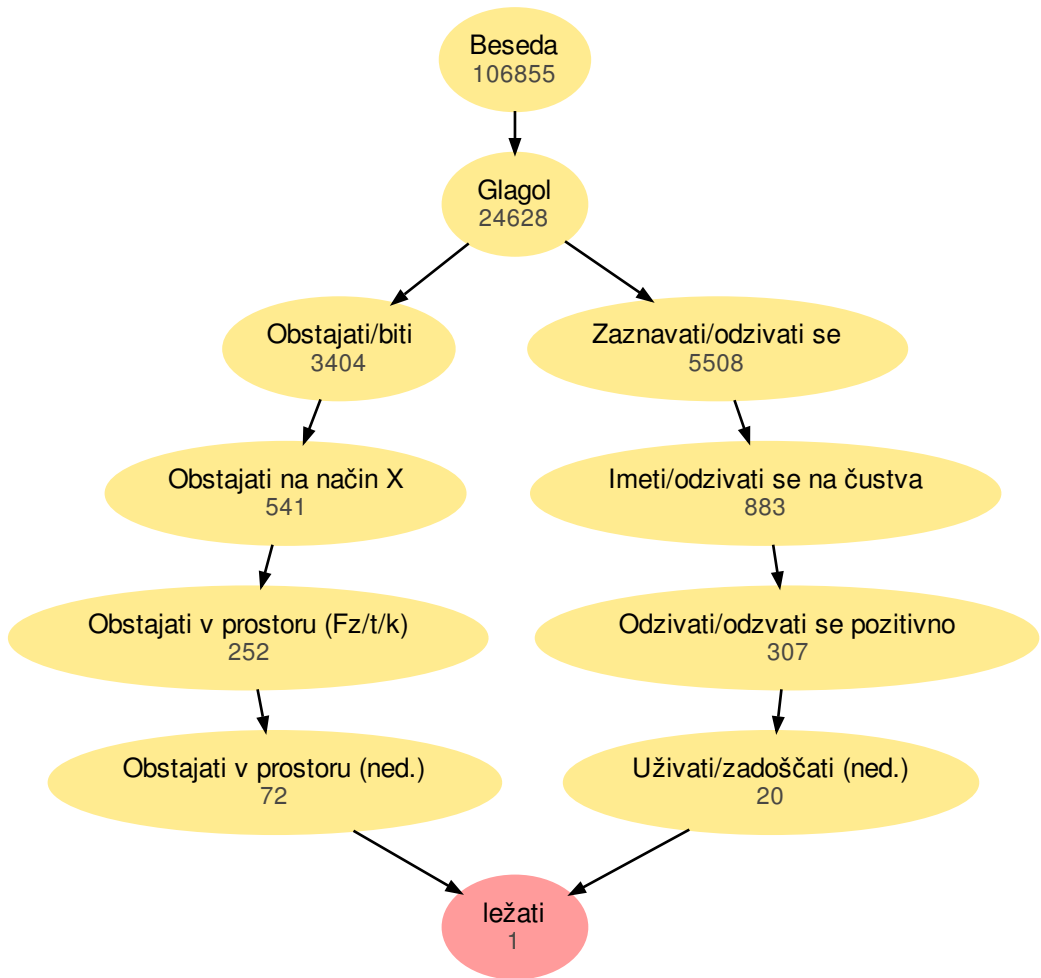 Beseda
106855
Glagol
24628
Obstajati/biti
3404
Zaznavati/odzivati se
5508
Obstajati na način X
541
Imeti/odzivati se na čustva
883
Obstajati v prostoru (Fz/t/k)
252
Odzivati/odzvati se pozitivno
307
Obstajati v prostoru (ned.)
72
Uživati/zadoščati (ned.)
20
ležati
1